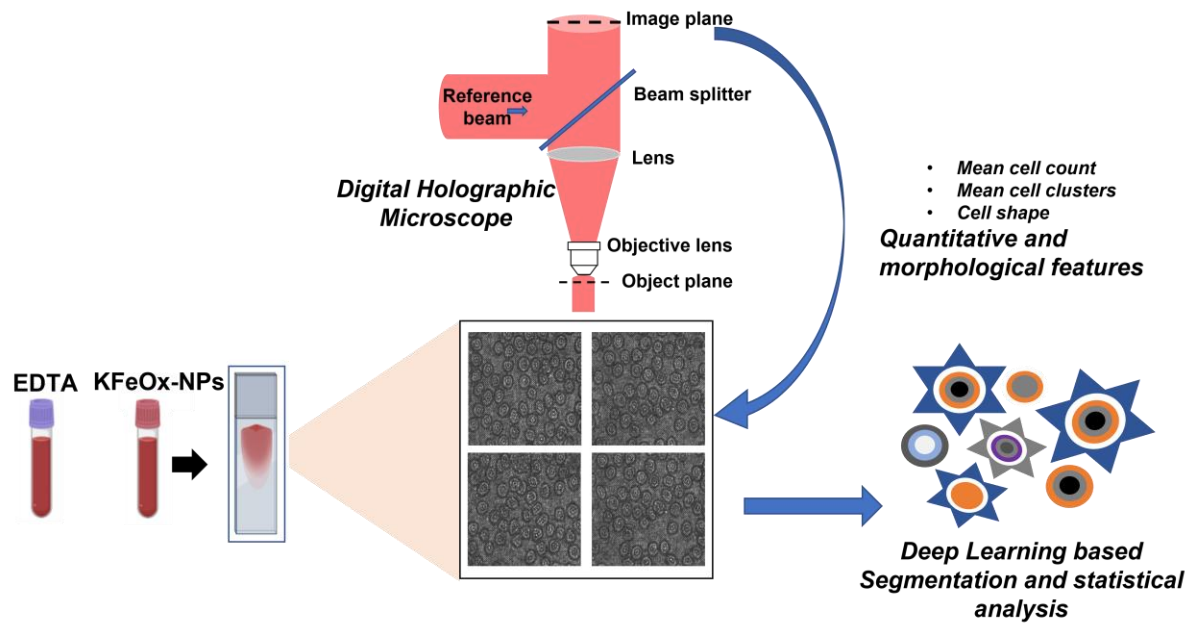 Image plane
Reference
beam
Beam splitter
Lens
Digital Holographic
Microscope
Objective lens
Object plane
• Mean cell count
• Mean cell clusters
• Cell shape
Quantitative and
morphological features
EDTA
KFeOx-NPs
Deep Learning based
Segmentation and statistical
analysis